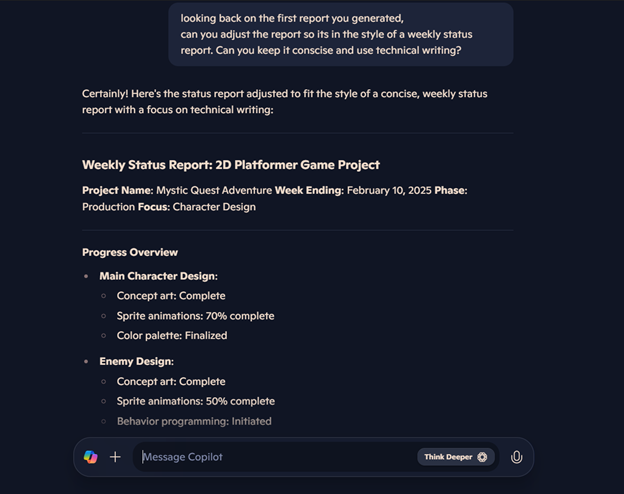 looking back on the first report you generated,
can you adjust the report so its in the style of a weekly status
report. Can you keep it conscise and use technical writing?
Certainly! Here's the status report adjusted to fit the style of a concise, weekly status
report with a focus on technical writing:
Weekly Status Report: 2D Platformer Game Project
Project Name: Mystic Quest Adventure Week Ending: February 10, 2025 Phase:
Production Focus: Character Design
Progress Overview
Main Character Design:
Concept art: Complete
Sprite animations: 70% complete
Color palette: Finalized
Enemy Design:
Concept art: Complete
Sprite animations: 50% complete
Behavior programming: Initiated
Message Copilot
Think Deeper